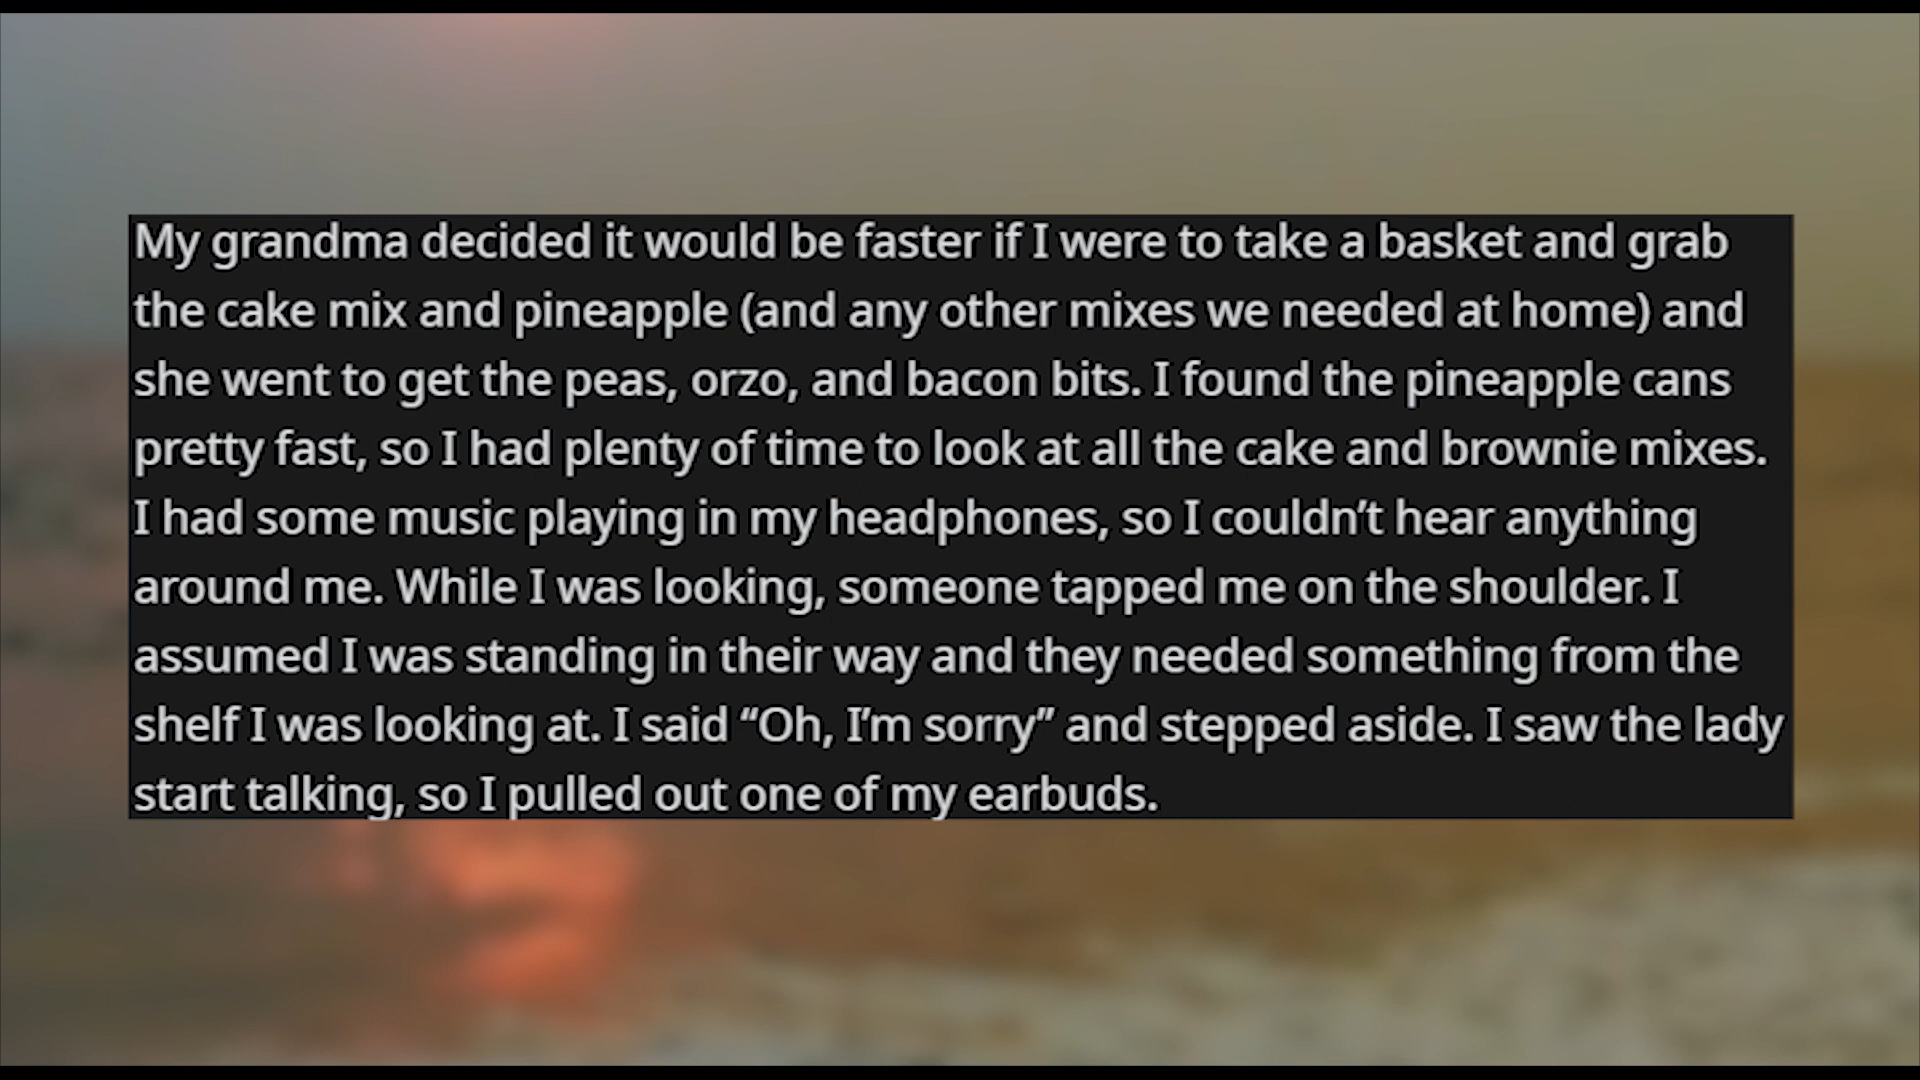 My grandma decided it would be faster if I were to take a basket and grab
the cake mix and pineapple (and any other mixes we needed at home) and
she went to get the peas, orzo, and bacon bits. I found the pineapple cans
pretty fast, so I had plenty of time to look at all the cake and brownie mixes.
I had some music playing in my headphones, so I couldn’t hear anything
around me. While I was looking, someone tapped me on the shoulder. I
assumed I was standing in their way and they needed something from the
shelf I was looking at. I said “Oh, I’m sorry” and stepped aside. I saw the lady
start talking, so I pulled out one of my earbuds.